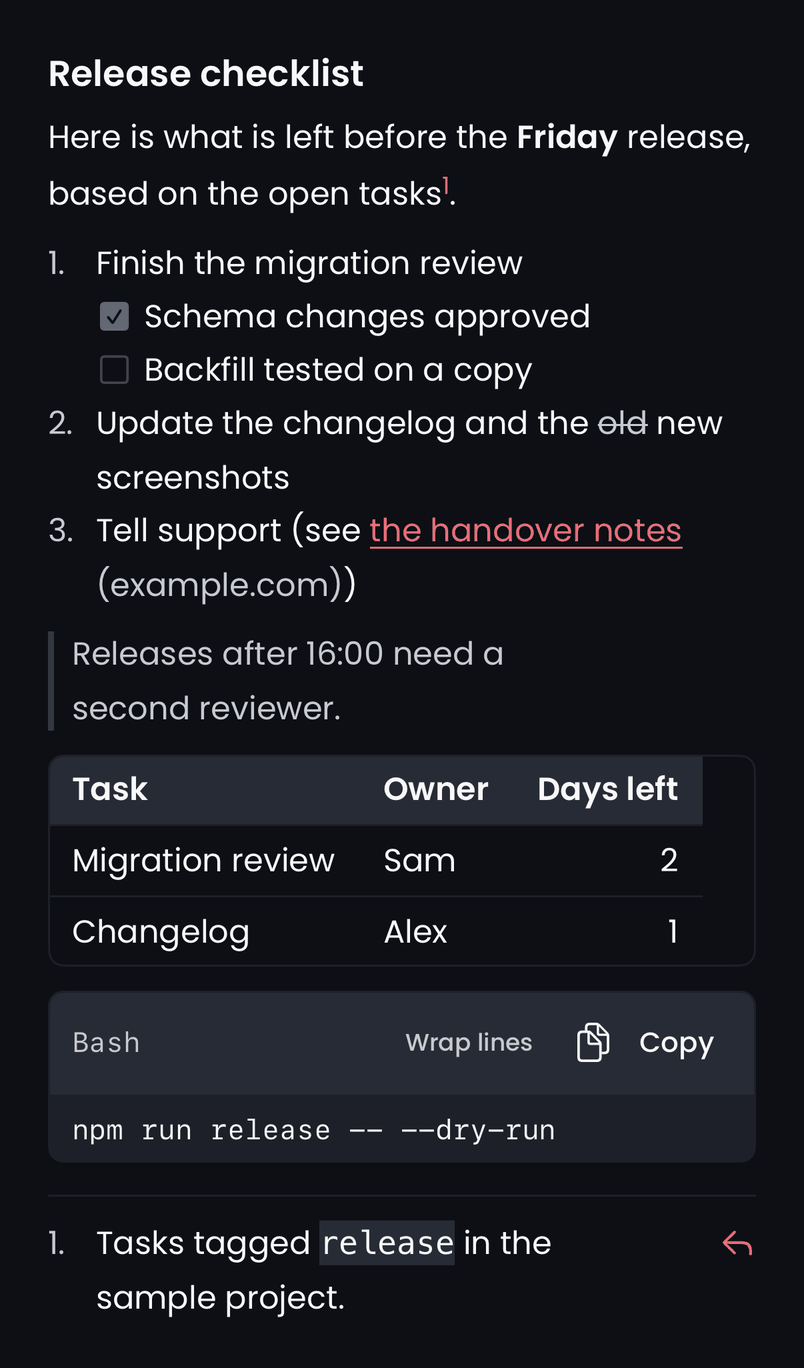 Release checklist
Here is what is left before the Friday release,
based on the open tasks1.
1. Finish the migration review
Schema changes approved
Backfill tested on a copy
2. Update the changelog and the old new
screenshots
3. Tell support (see the handover notes
(example.com))
Releases after 16:00 need a
second reviewer.
Task Owner Days left
Migration review Sam 2
Changelog Alex 1
Bash Wrap lines Copy
npm run release -- --dry-run
1. Tasks tagged release in the
sample project.